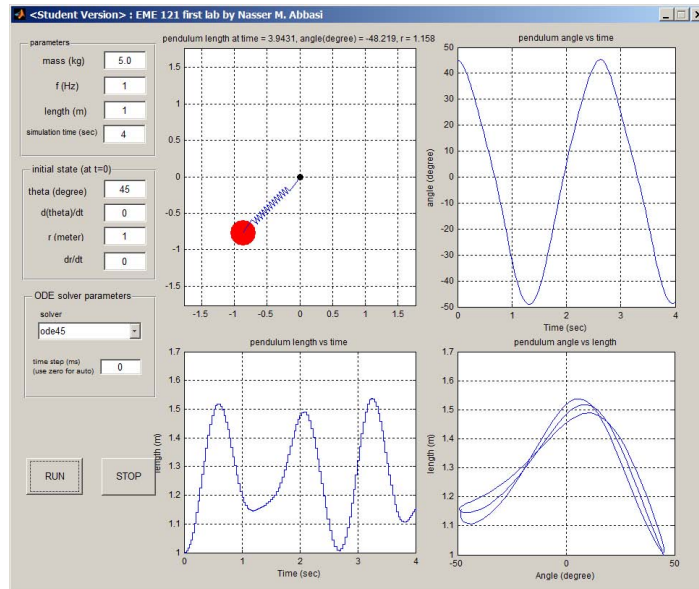 <Student Version> : EME 121 first lab by Nasser M. Abbasi
parameters
mass (kg) 5.0
f (Hz) 1
length (m) 1
simulation time (sec) 4
initial state (at t=0)
theta (degree) 45
d(theta)/dt 0
r (meter) 1
dr/dt 0
ODE solver parameters
solver
ode45
time step (ms)
(use zero for auto) 0
RUN STOP
pendulum length at time = 3.9431, angle(degree) = -48.219, r = 1.158
1.5
1
0.5
0
-0.5
-1
-1.5
-1.5 -1 -0.5 0 0.5 1 1.5
pendulum angle vs time
angle (degree)
50
40
30
20
10
0
-10
-20
-30
-40
-50
0 1 2 3 4
Time (sec)
pendulum length vs time
length (m)
1.7
1.6
1.5
1.4
1.3
1.2
1.1
1
0 1 2 3 4
Time (sec)
pendulum angle vs length
length (m)
1.7
1.6
1.5
1.4
1.3
1.2
1.1
1
-50 0 50
Angle (degree)